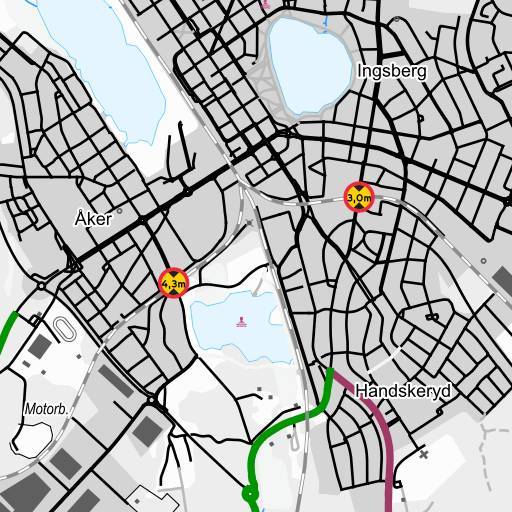 Ingsberg
3,0m
Åker
4,3m
Handskeryd
Motorb.